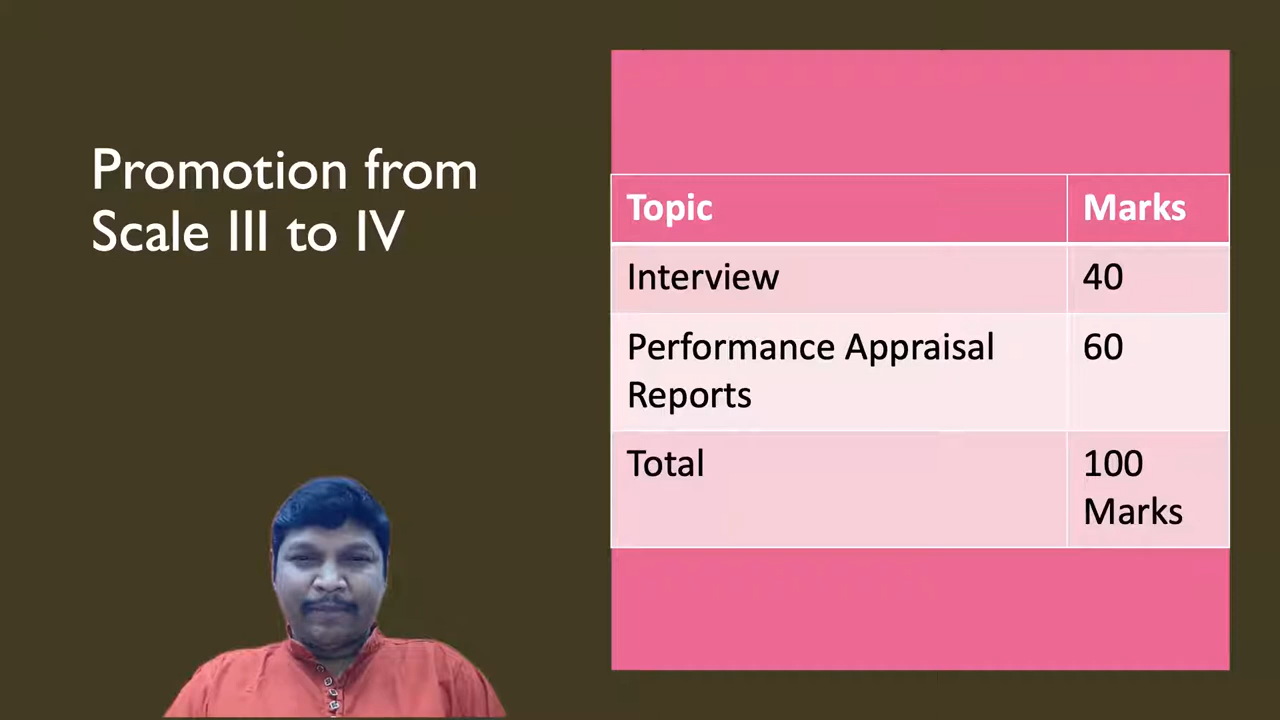 Promotion from
Scale III to IV
Topic Marks
Interview 40
Performance Appraisal 60
Reports
Total 100
Marks